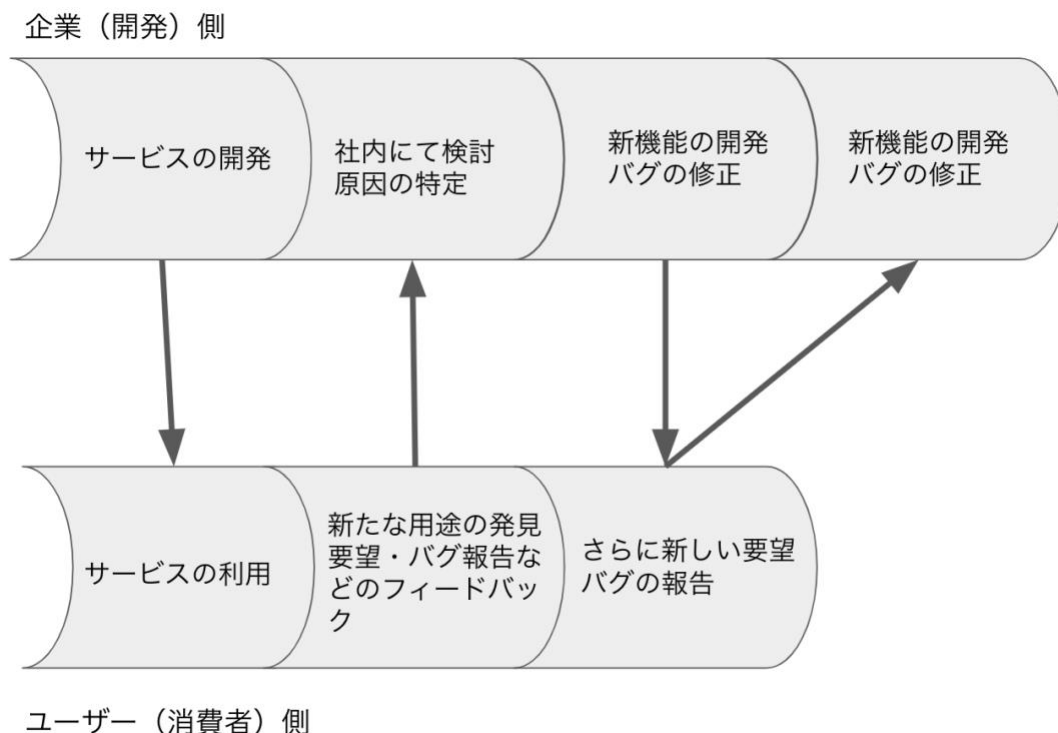 企業（開発）側
サービスの開発
社内にて検討
原因の特定
新機能の開発
バグの修正
新機能の開発
バグの修正
サービスの利用
新たな用途の発見
要望・バグ報告な
どのフィードバッ
ク
さらに新しい要望
バグの報告
ユーザー（消費者）側